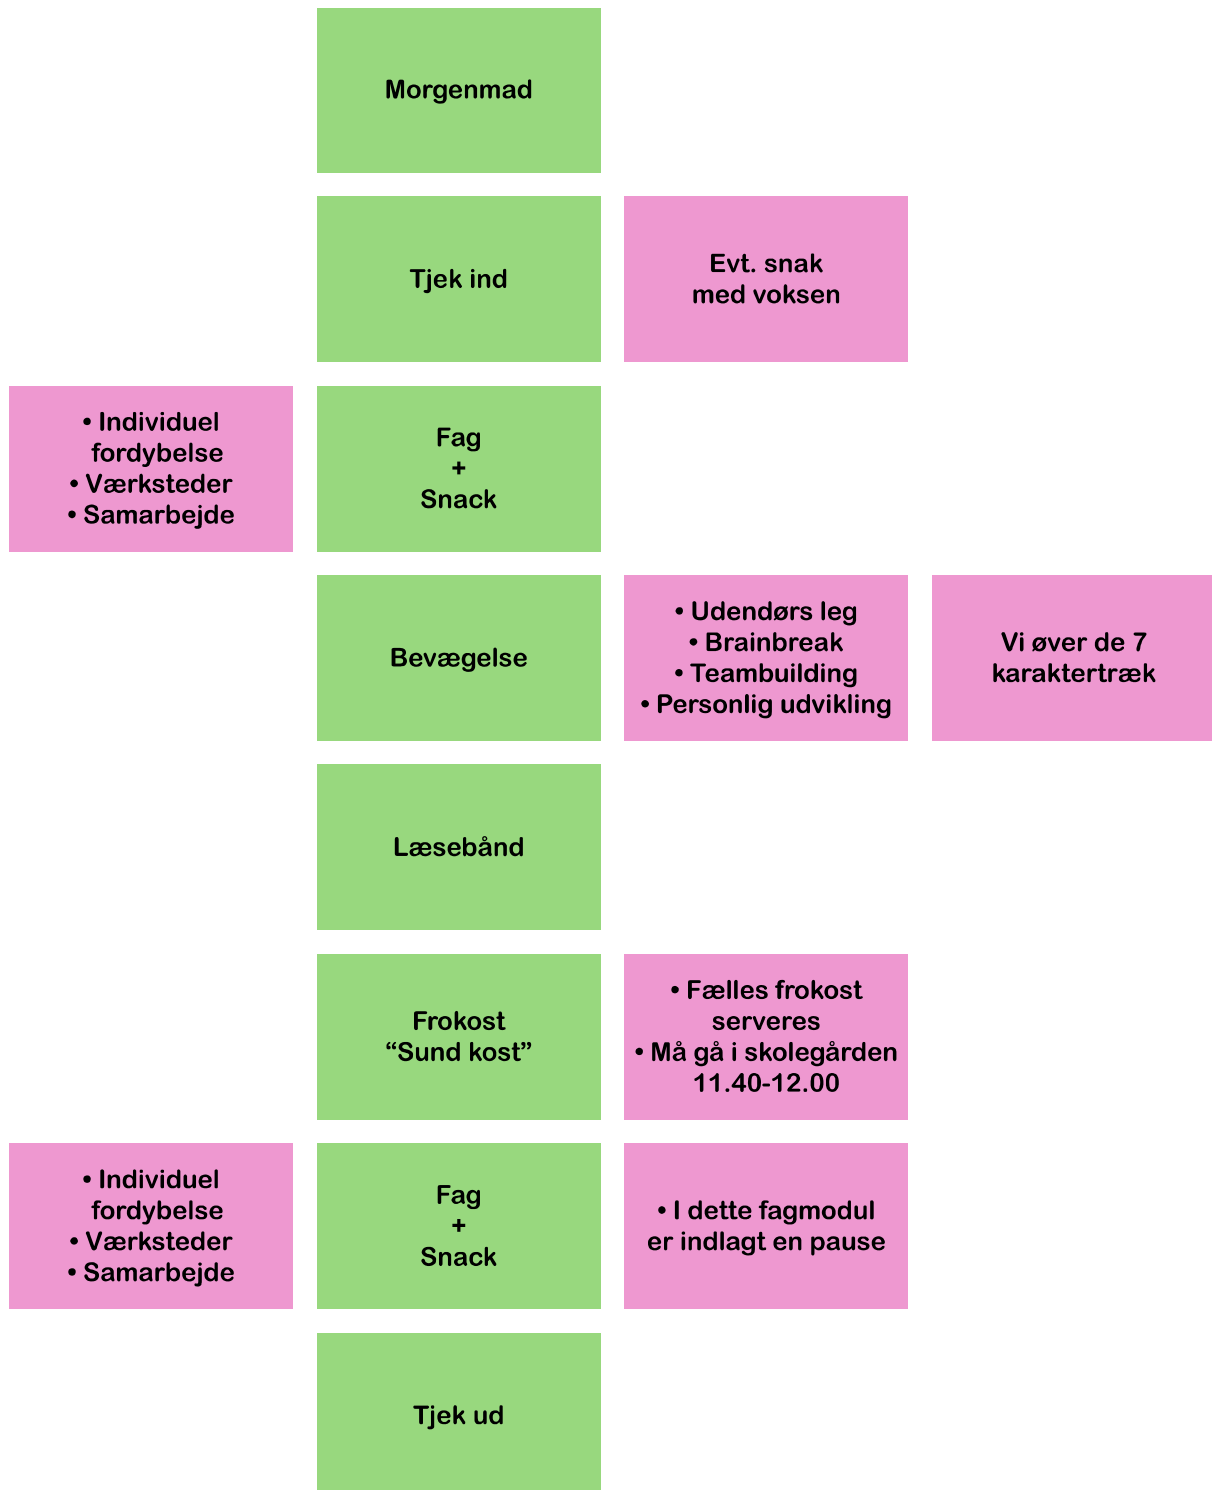 Morgenmad
Tjek ind
Evt. snak
med voksen
• Individuel
fordybelse
• Værksteder
• Samarbejde
Fag
+
Snack
Bevægelse
• Udendørs leg
• Brainbreak
• Teambuilding
• Personlig udvikling
Vi øver de 7
karaktertræk
Læsebånd
Frokost
“Sund kost”
• Fælles frokost
serveres
• Må gå i skolegården
11.40-12.00
• Individuel
fordybelse
• Værksteder
• Samarbejde
Fag
+
Snack
• I dette fagmodul
er indlagt en pause
Tjek ud